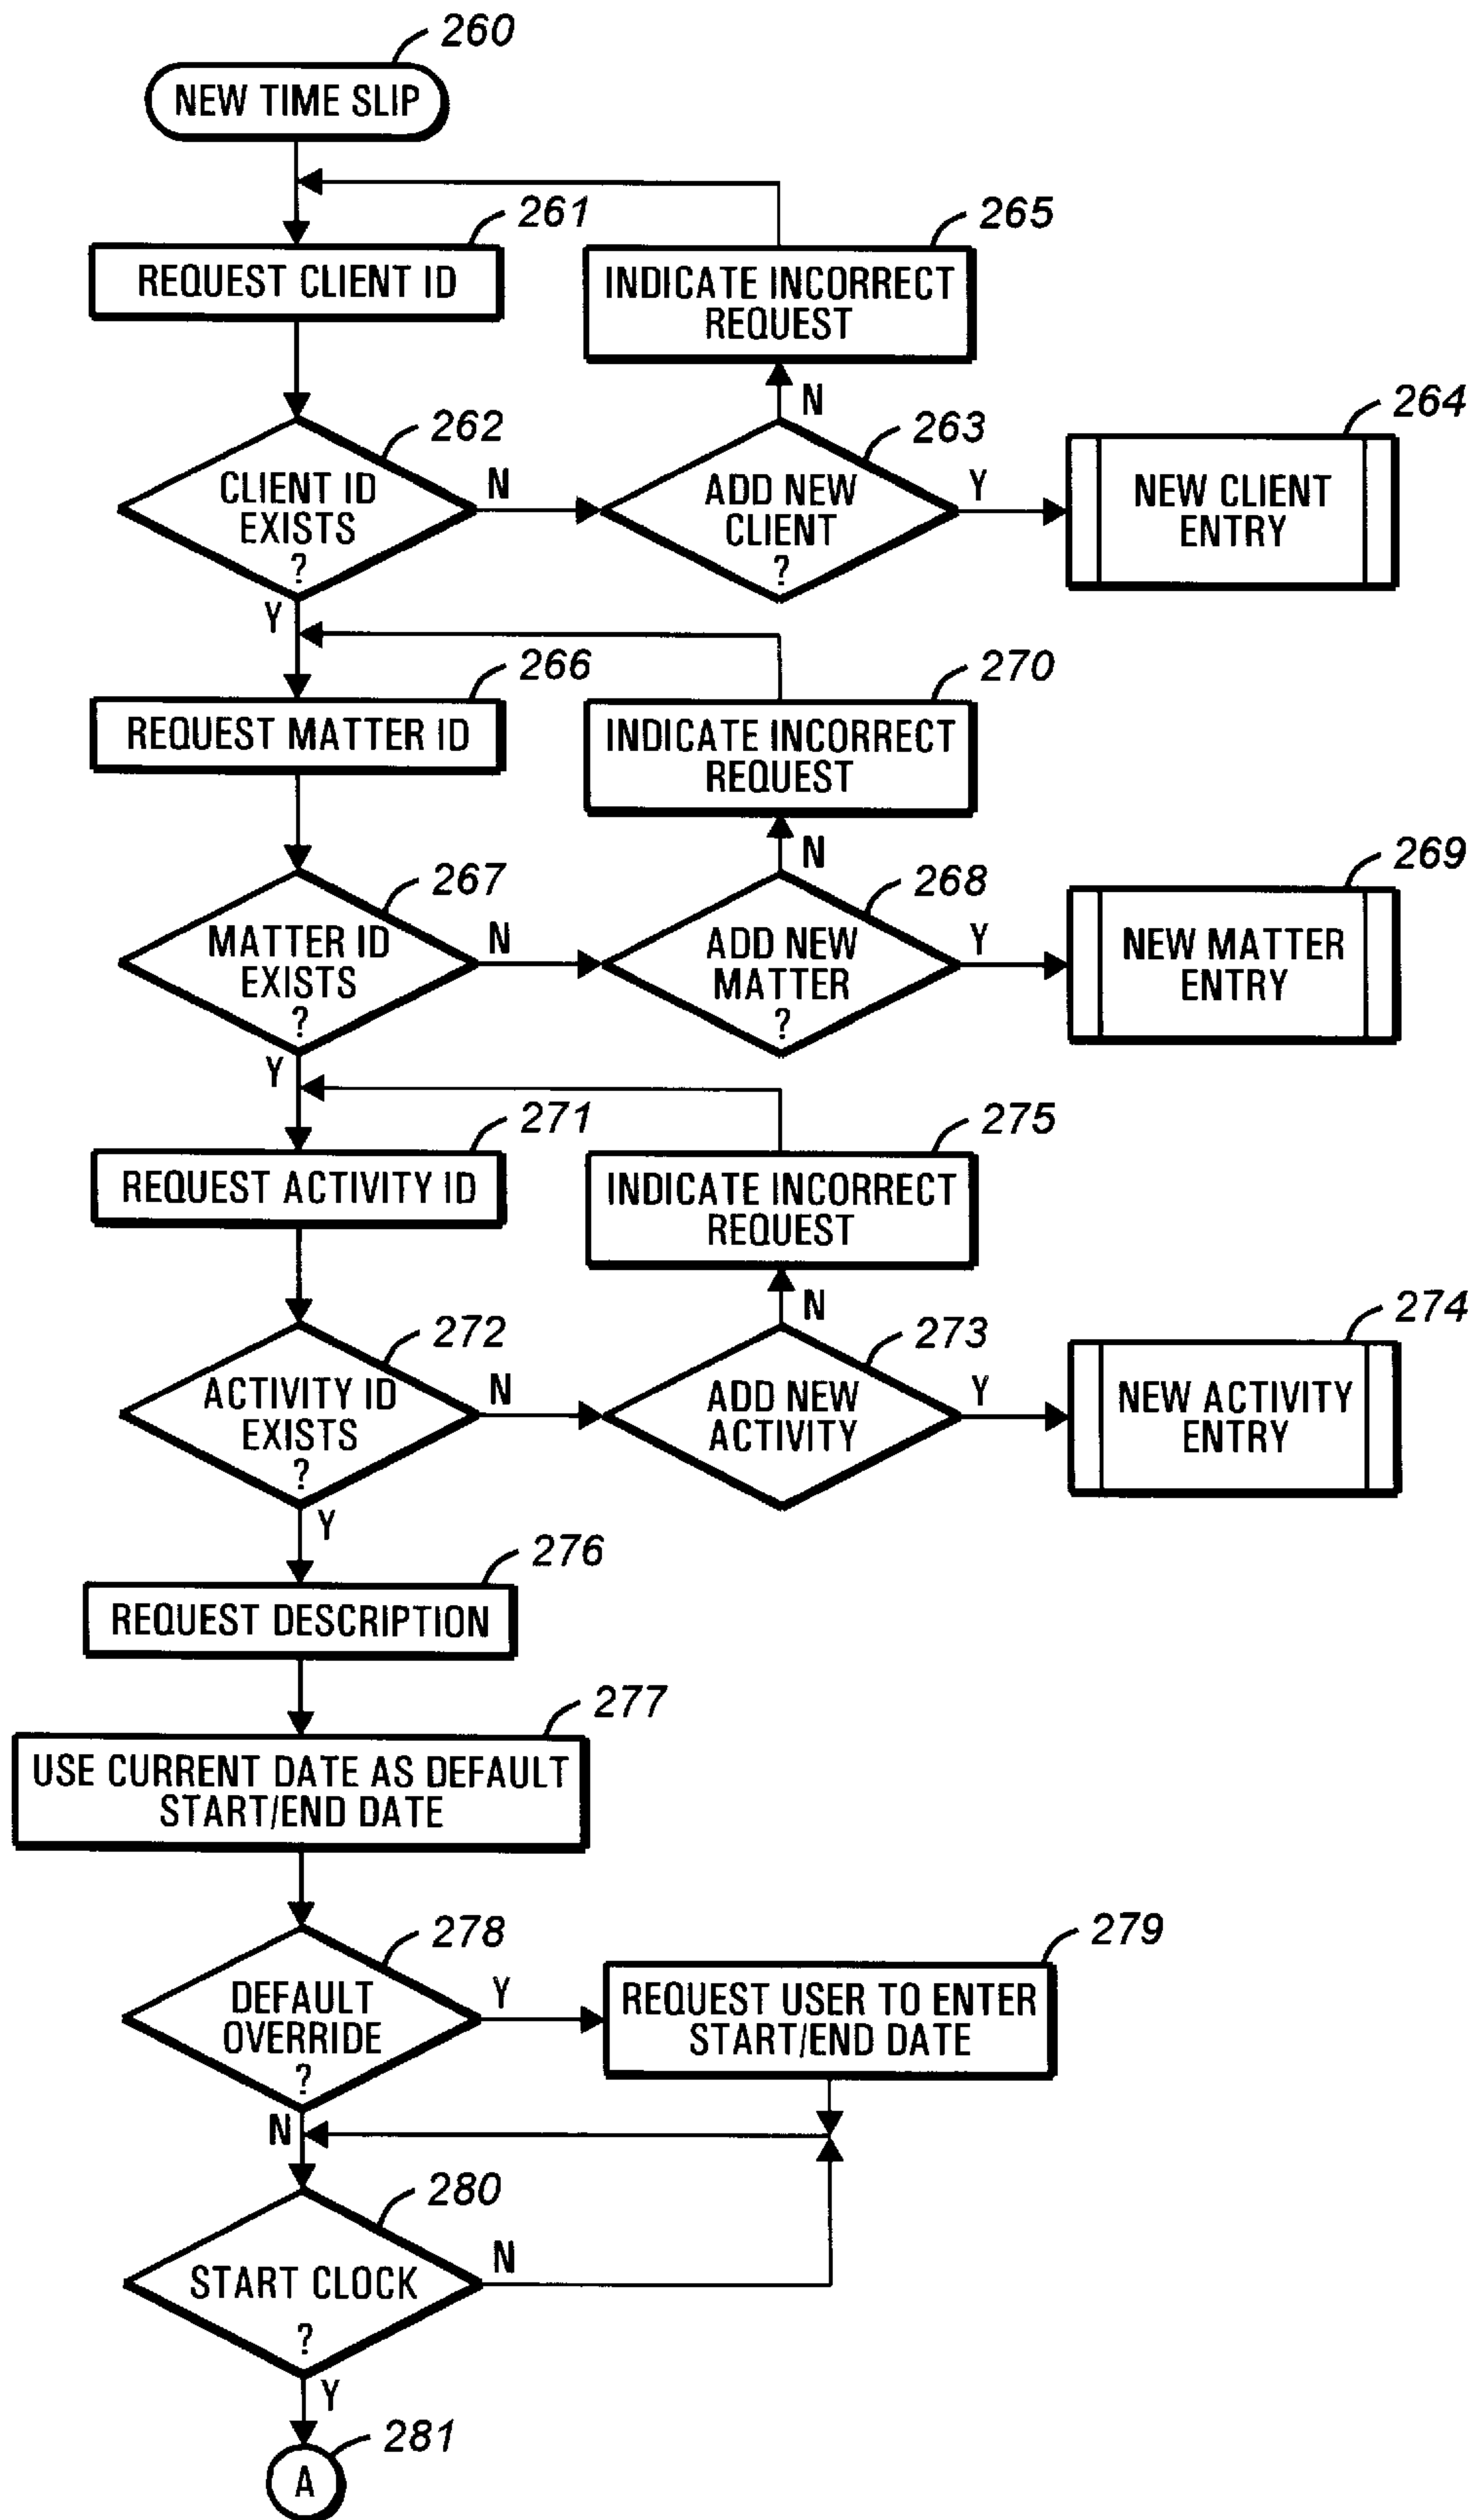 260
NEW TIME SLIP
261
REQUEST CLIENT ID
265
INDICATE INCORRECT
REQUEST
262
CLIENT ID
EXISTS
?
N
263
ADD NEW
CLIENT
?
N
Y
264
NEW CLIENT
ENTRY
Y
266
REQUEST MATTER ID
270
INDICATE INCORRECT
REQUEST
267
MATTER ID
EXISTS
?
N
268
ADD NEW
MATTER
?
N
Y
269
NEW MATTER
ENTRY
Y
271
REQUEST ACTIVITY ID
275
INDICATE INCORRECT
REQUEST
272
ACTIVITY ID
EXISTS
?
N
273
ADD NEW
ACTIVITY
N
Y
274
NEW ACTIVITY
ENTRY
Y
276
REQUEST DESCRIPTION
277
USE CURRENT DATE AS DEFAULT
START/END DATE
278
DEFAULT
OVERRIDE
?
Y
279
REQUEST USER TO ENTER
START/END DATE
N
280
START CLOCK
?
N
Y
281
A